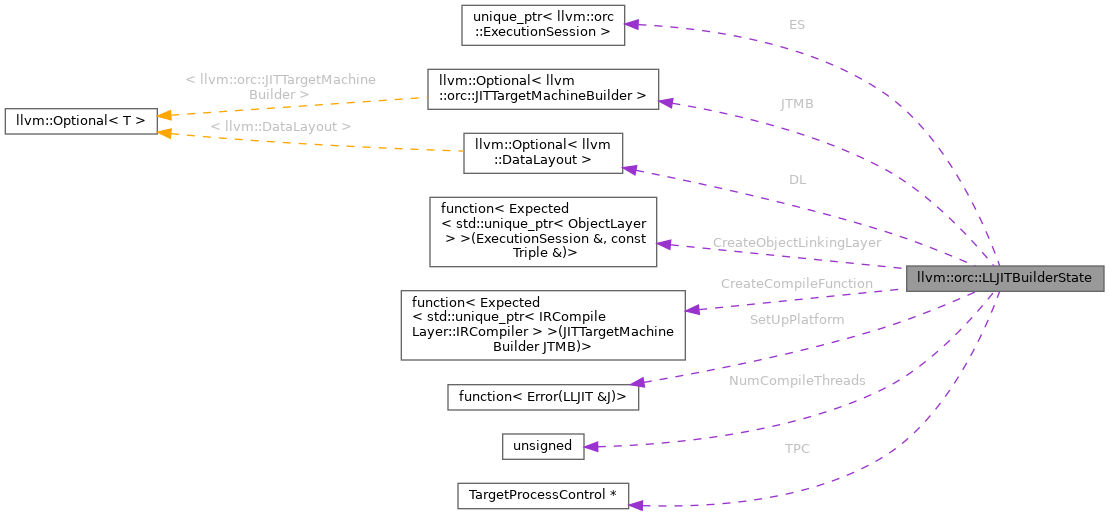 unique_ptr< llvm::orc
::ExecutionSession >
ES
< llvm::orc::JITTargetMachine
Builder >
llvm::Optional< llvm
::orc::JITTargetMachineBuilder >
JTMB
llvm::Optional< T >
< llvm::DataLayout >
llvm::Optional< llvm
::DataLayout >
DL
function< Expected
< std::unique_ptr< ObjectLayer
> >(ExecutionSession &, const
Triple &)>
CreateObjectLinkingLayer
llvm::orc::LLJITBuilderState
function< Expected
< std::unique_ptr< IRCompile
Layer::IRCompiler > >(JITTargetMachine
Builder JTMB)>
CreateCompileFunction
SetUpPlatform
function< Error(LLJIT &J)>
NumCompileThreads
unsigned
TPC
TargetProcessControl *